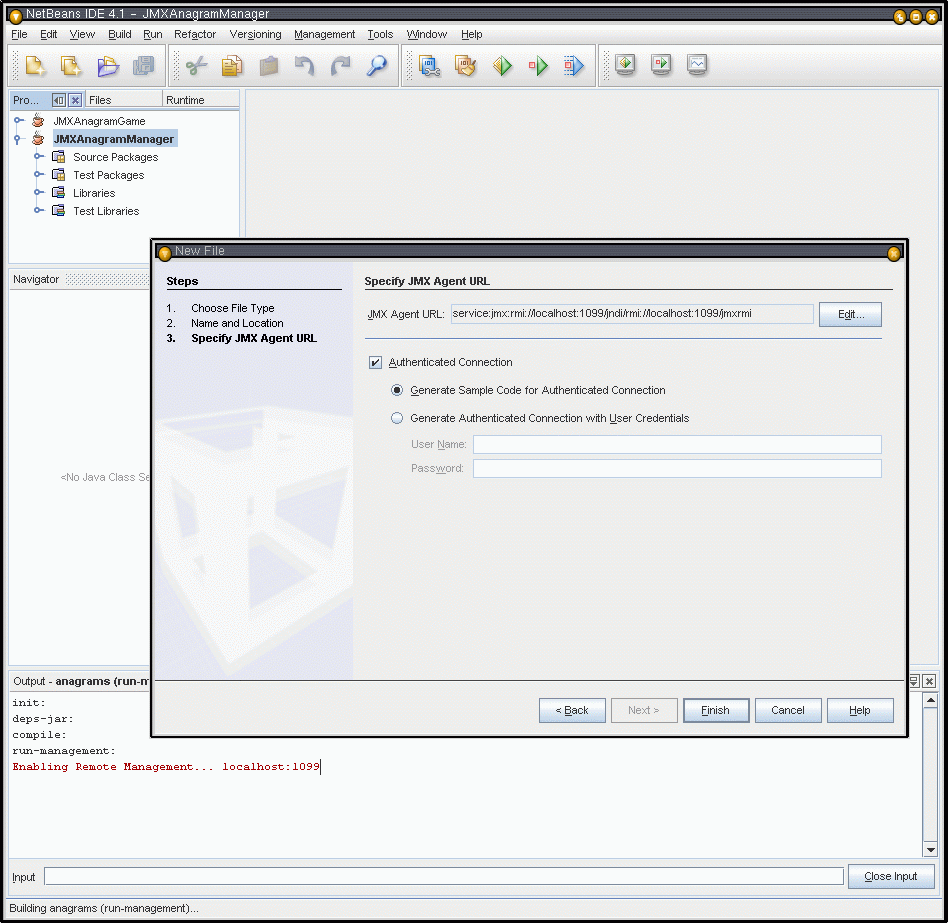 NetBeans IDE 4.1 - JMXAnagramManager
File Edit View Build Run Refactor Versioning Management Tools Window Help
Pro... Files Runtime
JMXAnagramGame
JMXAnagramManager
Source Packages
Test Packages
Libraries
Test Libraries
Navigator
<No Java Class Se
New File
Steps
1. Choose File Type
2. Name and Location
3. Specify JMX Agent URL
Specify JMX Agent URL
JMX Agent URL: service:jmx:rmi://localhost:1099/jndi/rmi://localhost:1099/jmxrmi Edit...
Authenticated Connection
Generate Sample Code for Authenticated Connection
Generate Authenticated Connection with User Credentials
User Name:
Password:
< Back Next > Finish Cancel Help
Output - anagrams (run-m
init:
deps-jar:
compile:
run-management:
Enabling Remote Management... localhost:1099
Input Close Input
Building anagrams (run-management)...